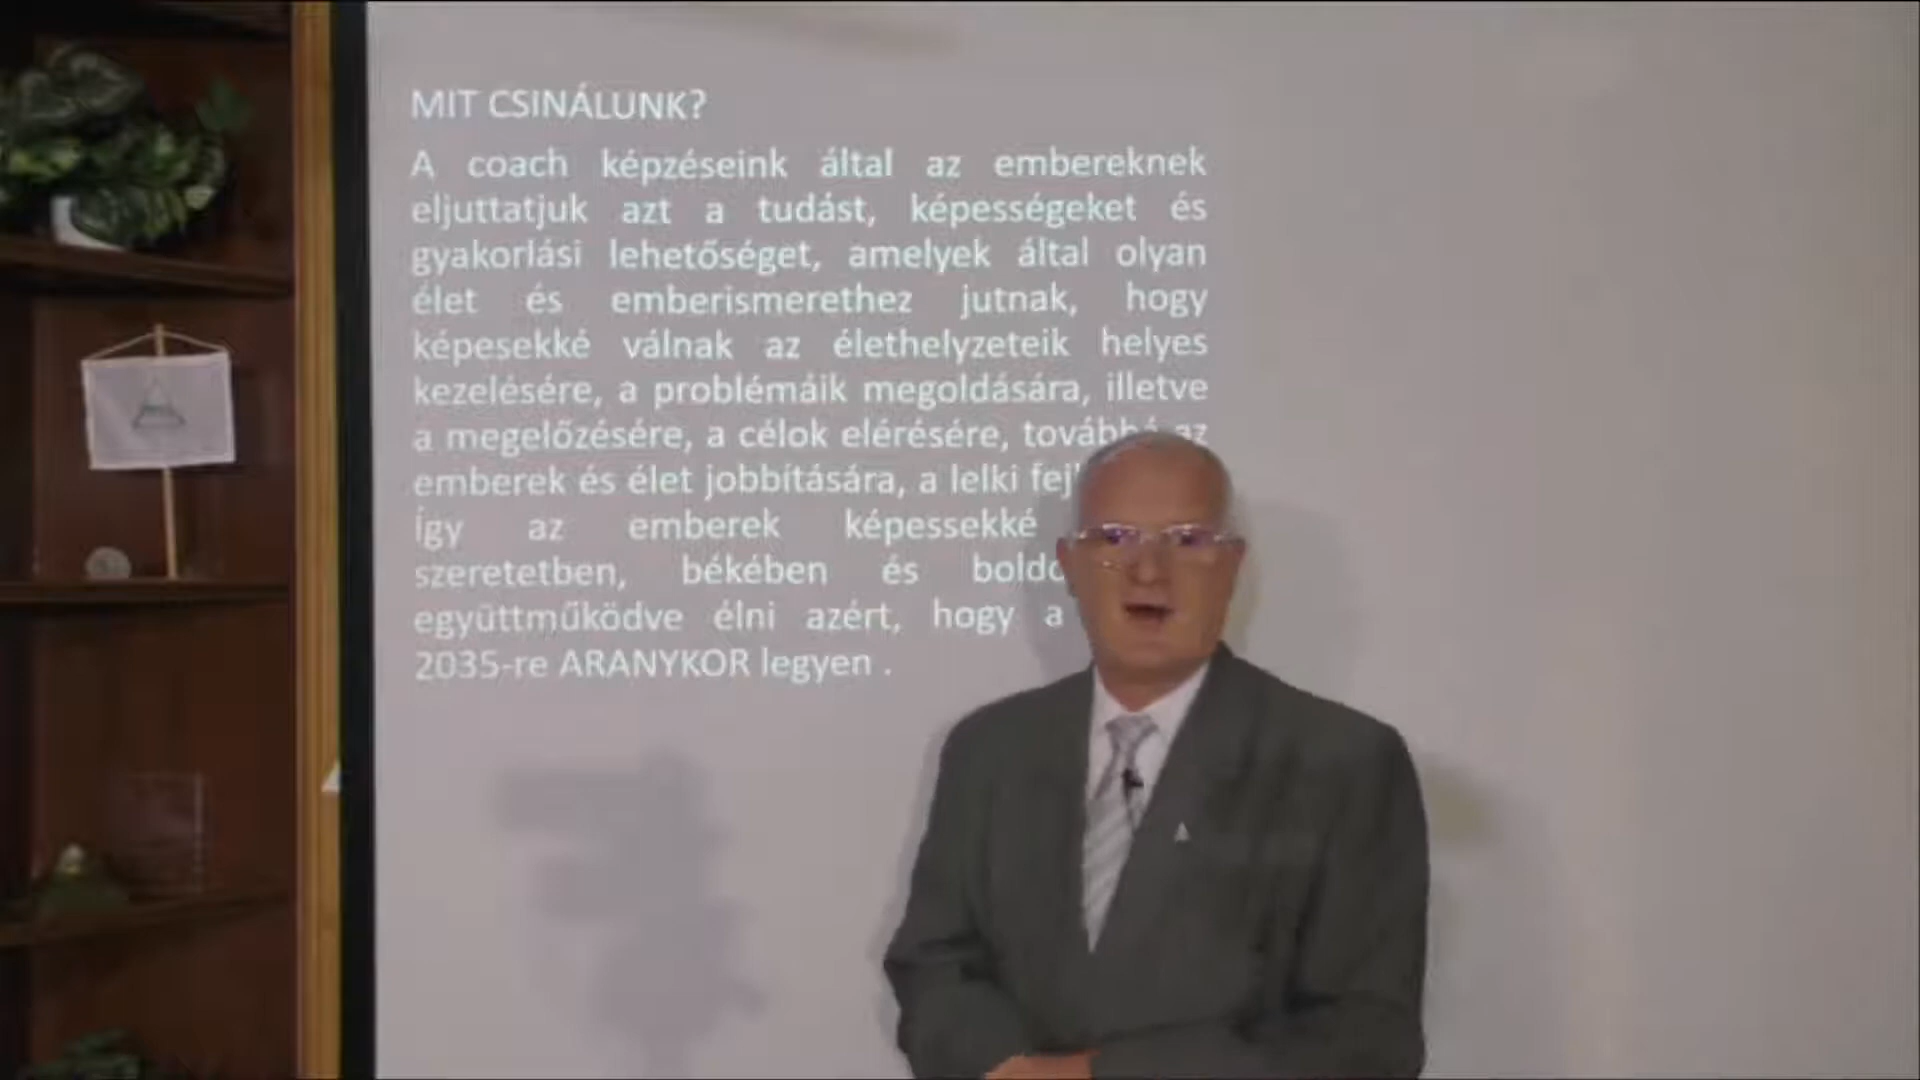 MIT CSINÁLUNK?
A coach képzéseink által az embereknek
eljuttatjuk azt a tudást, képességeket és
gyakorlási lehetőséget, amelyek által olyan
élet és emberismerethez jutnak, hogy
képesekké válnak az élethelyzeteik helyes
kezelésére, a problémáik megoldására, illetve
a megelőzésére, a célok elérésére, továbbá az
emberek és élet jobbítására, a lelki
Így az emberek képessekké
szeretetben, békében és
együttműködve élni azért, hogy a
2035-re ARANYKOR legyen .